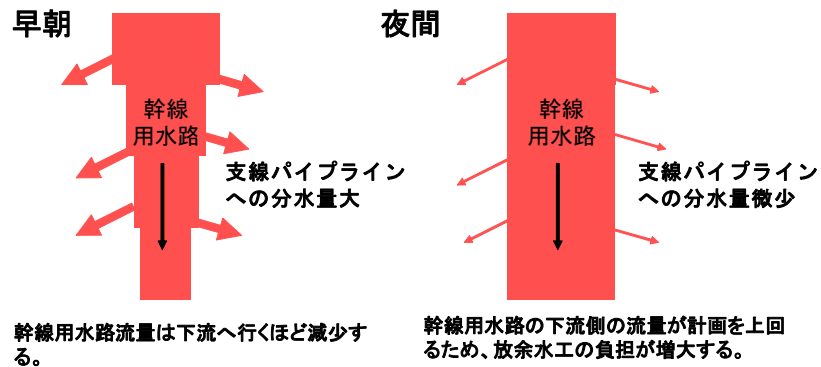 早朝
幹線
用水路
支線パイプライン
への分水量大
幹線用水路流量は下流へ行くほど減少す
る。
夜間
幹線
用水路
支線パイプライン
への分水量微少
幹線用水路の下流側の流量が計画を上回
るため、放余水工の負担が増大する。